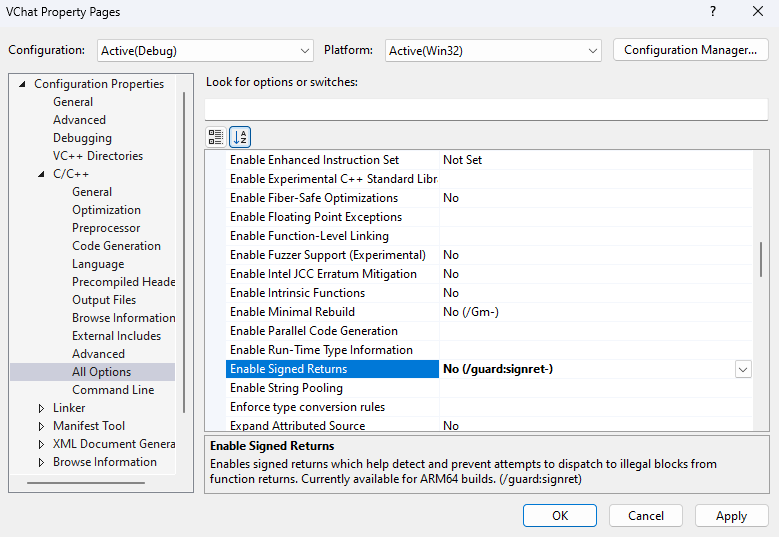 VChat Property Pages
Configuration: Active(Debug) Platform: Active(Win32) Configuration Manager...
Configuration Properties
General
Advanced
Debugging
VC++ Directories
C/C++
General
Optimization
Preprocessor
Code Generation
Language
Precompiled Heade
Output Files
Browse Information
External Includes
Advanced
All Options
Command Line
Linker
Manifest Tool
XML Document Genera
Browse Information
Look for options or switches:
Enable Enhanced Instruction Set Not Set
Enable Experimental C++ Standard Libr
Enable Fiber-Safe Optimizations No
Enable Floating Point Exceptions
Enable Function-Level Linking
Enable Fuzzer Support (Experimental) No
Enable Intel JCC Erratum Mitigation No
Enable Intrinsic Functions No
Enable Minimal Rebuild No (/Gm-)
Enable Parallel Code Generation
Enable Run-Time Type Information
Enable Signed Returns No (/guard:signret-)
Enable String Pooling
Enforce type conversion rules
Expand Attributed Source No
Enable Signed Returns
Enables signed returns which help detect and prevent attempts to dispatch to illegal blocks from
function returns. Currently available for ARM64 builds. (/guard:signret)
OK Cancel Apply